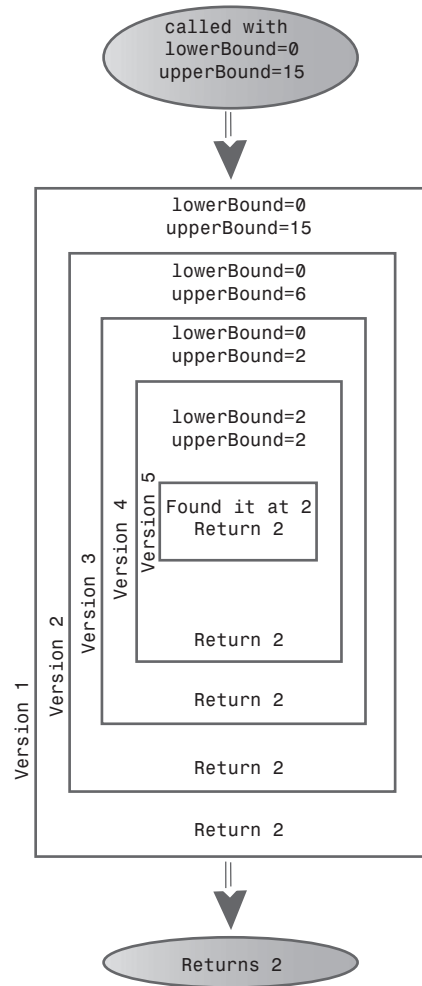 called with
lowerBound=0
upperBound=15
lowerBound=0
upperBound=15
lowerBound=0
upperBound=6
lowerBound=0
upperBound=2
lowerBound=2
upperBound=2
Found it at 2
Return 2
Version 5
Version 4
Version 3
Version 2
Version 1
Return 2
Return 2
Return 2
Return 2
Returns 2